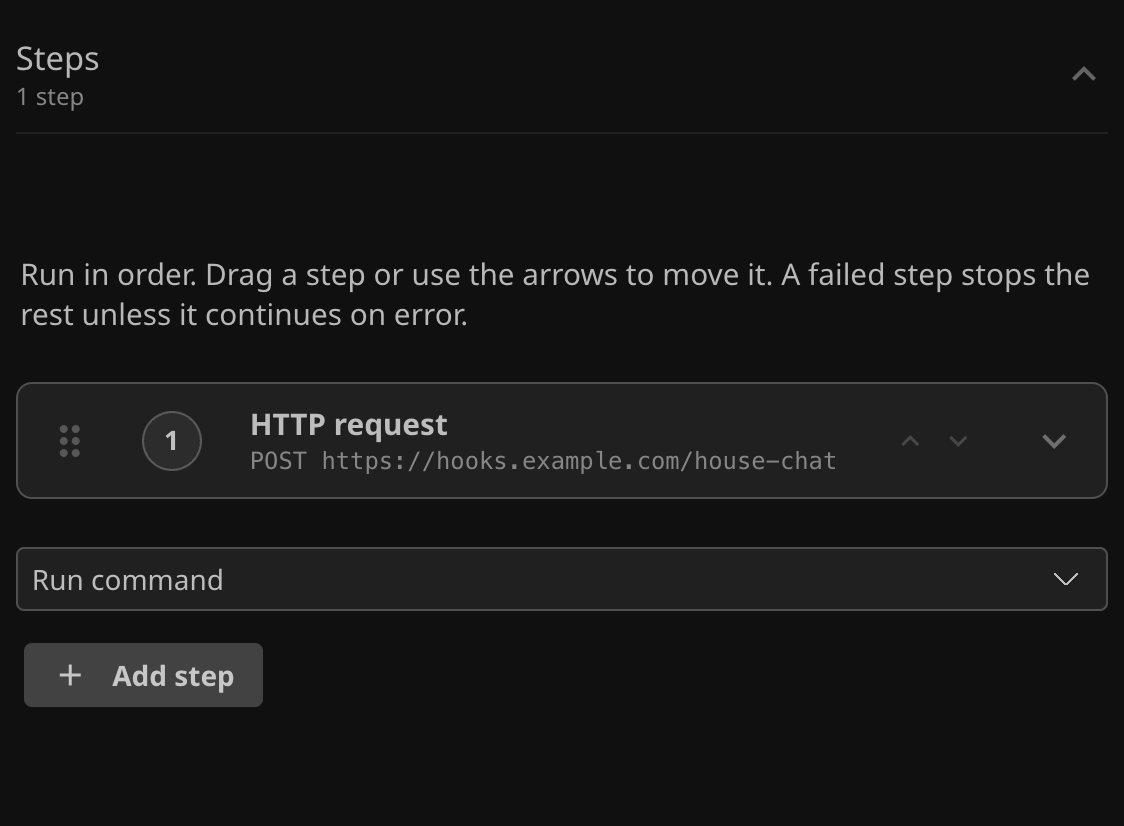 Steps
1 step
Run in order. Drag a step or use the arrows to move it. A failed step stops the
rest unless it continues on error.
1
HTTP request
POST https://hooks.example.com/house-chat
Run command
+ Add step